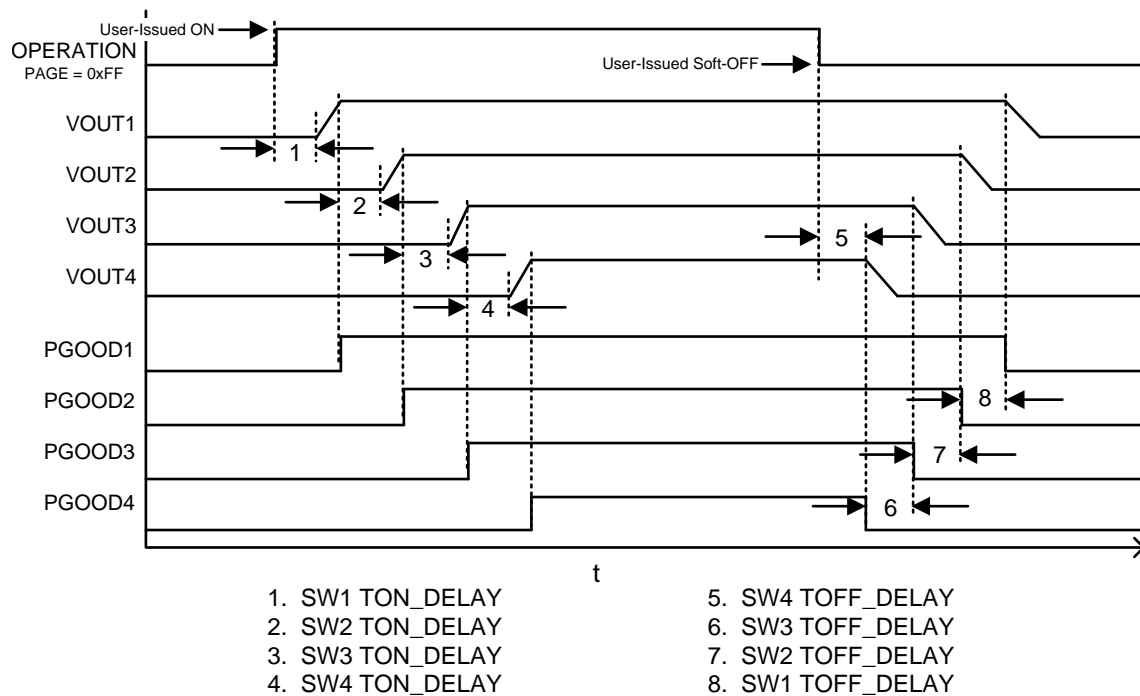 User-Issued ON
OPERATION
PAGE = 0xFF
User-Issued Soft-OFF
VOUT1
1
VOUT2
2
VOUT3
3
5
VOUT4
4
PGOOD1
PGOOD2
8
PGOOD3
7
PGOOD4
6
t
1. SW1 TON_DELAY
2. SW2 TON_DELAY
3. SW3 TON_DELAY
4. SW4 TON_DELAY
5. SW4 TOFF_DELAY
6. SW3 TOFF_DELAY
7. SW2 TOFF_DELAY
8. SW1 TOFF_DELAY